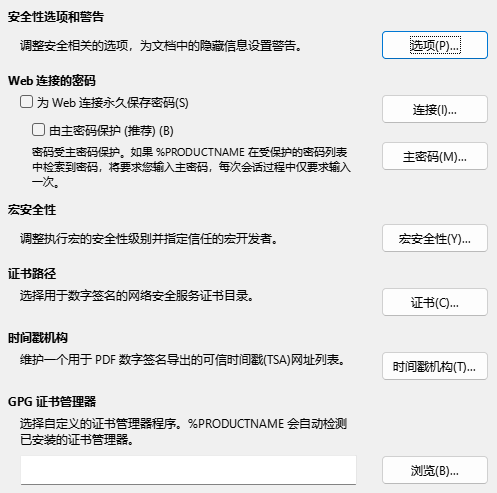 安全性选项和警告
调整安全相关的选项，为文档中的隐藏信息设置警告。
选项(P)...
Web 连接的密码
为 Web 连接永久保存密码(S)
连接(I)...
由主密码保护 (推荐) (B)
密码受主密码保护。如果 %PRODUCTNAME 在受保护的密码列表
中检索到密码，将要求您输入主密码，每次会话过程中仅要求输入
一次。
主密码(M)...
宏安全性
调整执行宏的安全性级别并指定信任的宏开发者。
宏安全性(Y)...
证书路径
选择用于数字签名的网络安全服务证书目录。
证书(C)...
时间戳机构
维护一个用于 PDF 数字签名导出的可信时间戳(TSA)网址列表。
时间戳机构(T)...
GPG 证书管理器
选择自定义的证书管理器程序。%PRODUCTNAME 会自动检测
已安装的证书管理器。
浏览(B)...